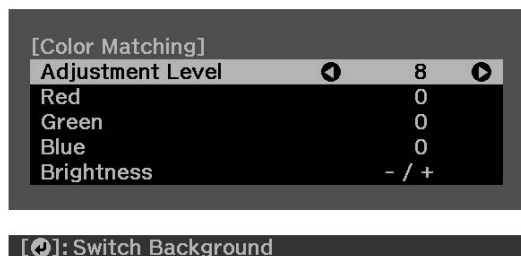 [Color Matching]
Adjustment Level 8
Red 0
Green 0
Blue 0
Brightness - / +
[↵]: Switch Background